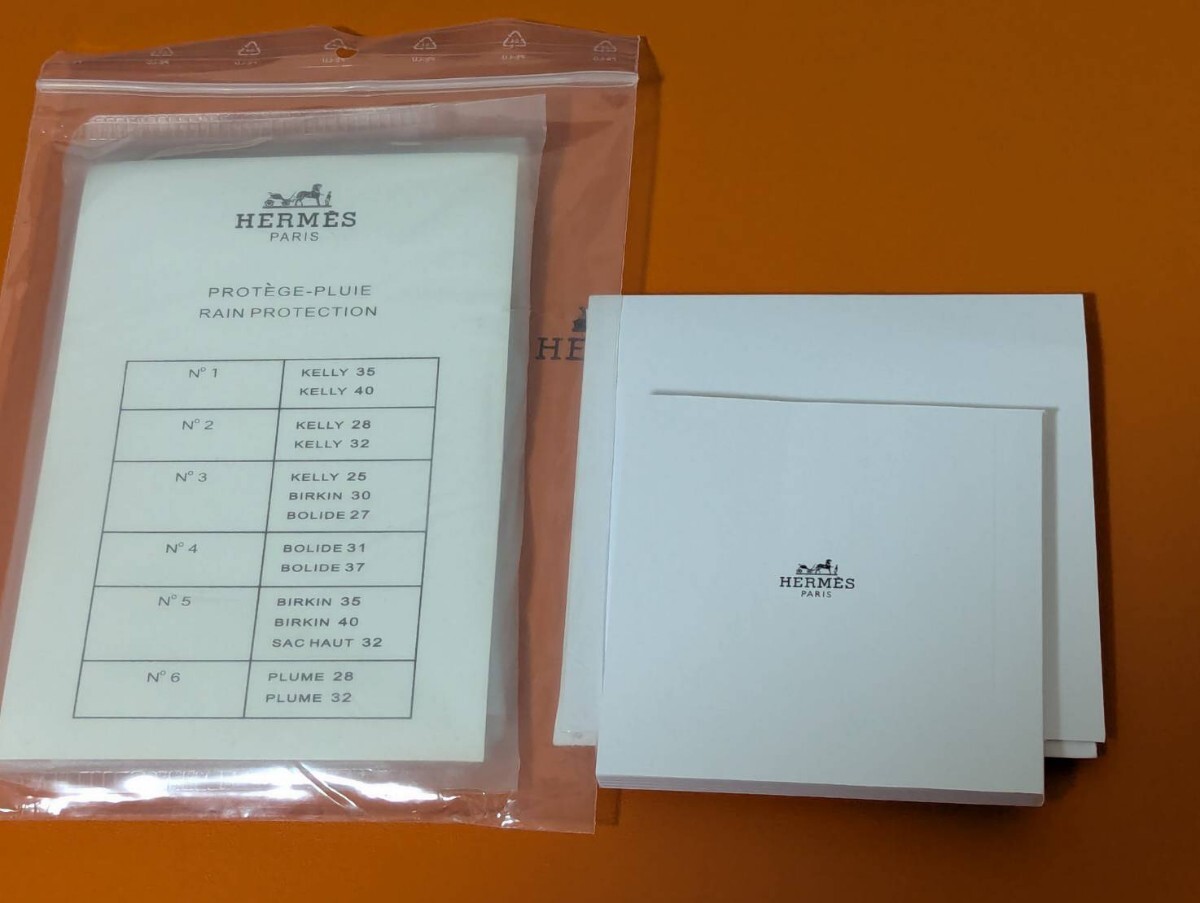 HERMÈS
PARIS
PROTÈGE-PLUIE
RAIN PROTECTION
N° 1
KELLY 35
KELLY 40
N° 2
KELLY 28
KELLY 32
N° 3
KELLY 25
BIRKIN 30
BOLIDE 27
N° 4
BOLIDE 31
BOLIDE 37
N° 5
BIRKIN 35
BIRKIN 40
SAC HAUT 32
N° 6
PLUME 28
PLUME 32
HE
HERMÈS
PARIS